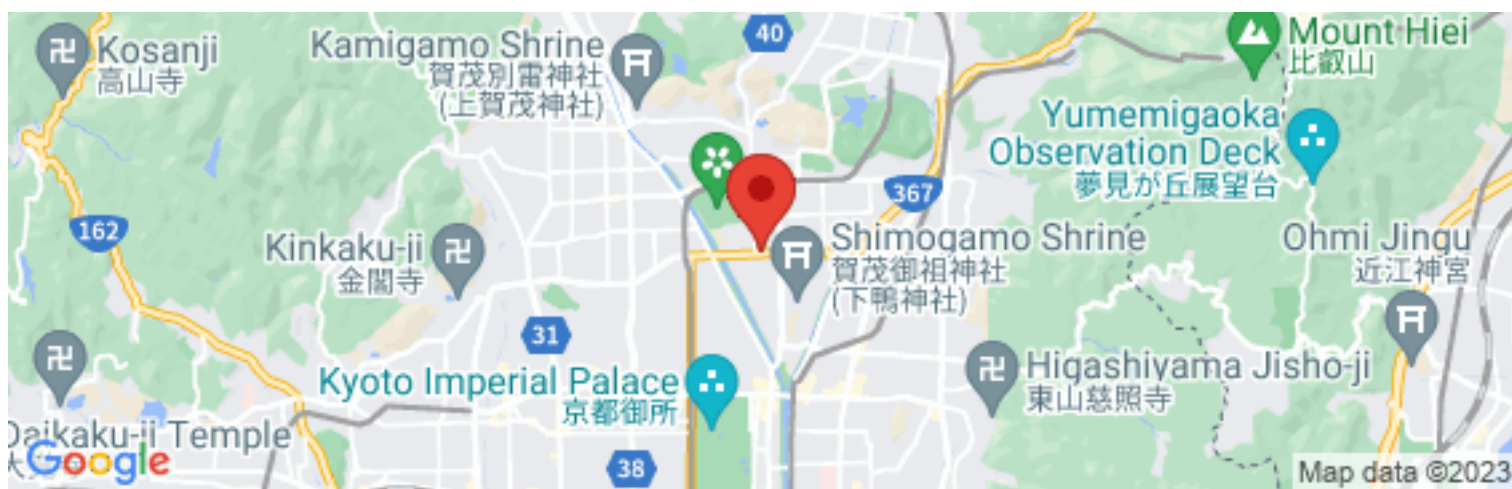 Kosanji
高山寺
Kamigamo Shrine
賀茂別雷神社
(上賀茂神社)
40
Mount Hiei
比叡山
Yumemigaoka
Observation Deck
夢見が丘展望台
367
162
Kinkaku-ji
金閣寺
Shimogamo Shrine
賀茂御祖神社
(下鴨神社)
Ohmi Jingu
近江神宮
31
Kyoto Imperial Palace
京都御所
Higashiyama Jisho-ji
東山慈照寺
Daikaku-ji Temple
大
Google
38
Map data ©2023